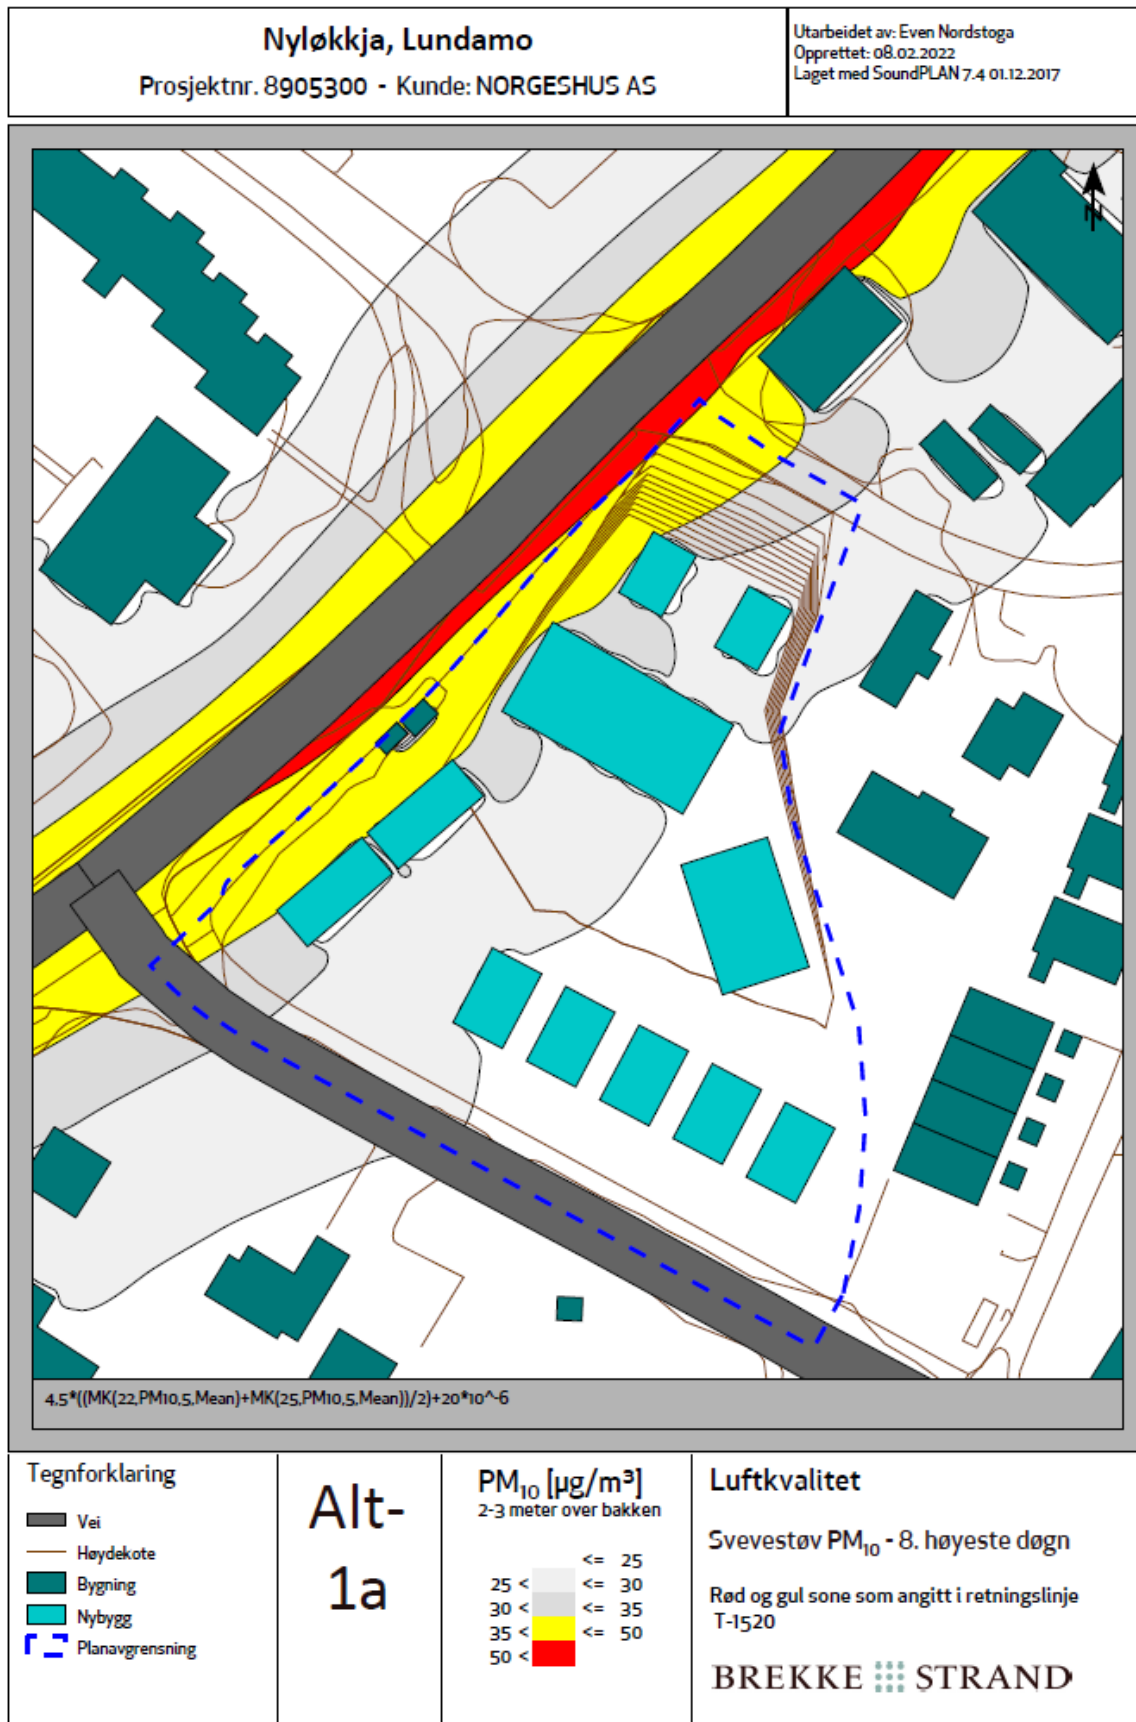 Nyløkkja, Lundamo
Prosjektnr. 8905300 - Kunde: NORGESHUS AS
Utarbeidet av: Even Nordstoga
Opprettet: 08.02.2022
Laget med SoundPLAN 7.4 01.12.2017
N
4,5*((MK(22,PM10,5,Mean)+MK(25,PM10,5,Mean))/2)+20*10^-6
Tegnforklaring
Vei
Høydekote
Bygning
Nybygg
Planavgrensning
Alt-
1a
PM₁₀ [µg/m³]
2-3 meter over bakken
<= 25
25 < <= 30
30 < <= 35
35 < <= 50
50 <
Luftkvalitet
Svevestøv PM₁₀ - 8. høyeste døgn
Rød og gul sone som angitt i retningslinje
T-1520
BREKKE STRAND